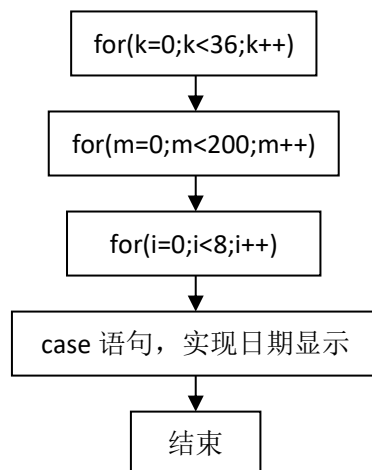 for(k=0;k<36;k++)
for(m=0;m<200;m++)
for(i=0;i<8;i++)
case 语句，实现日期显示
结束